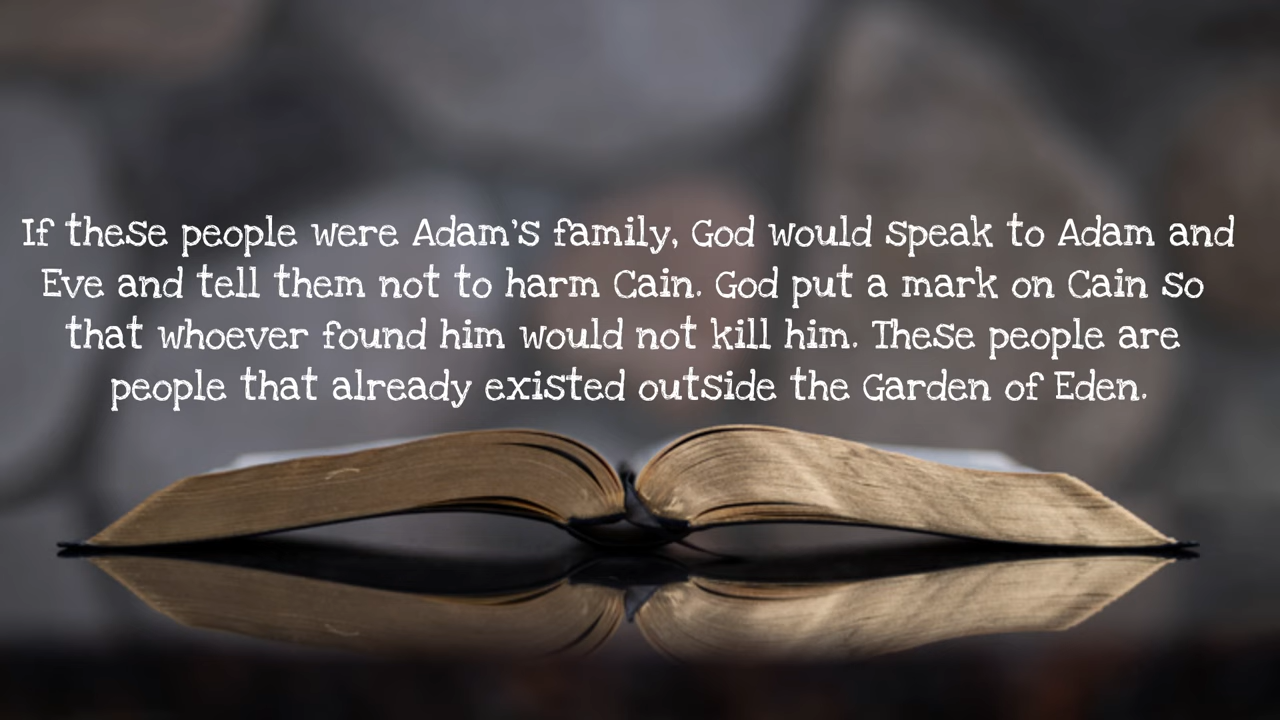 If these people were Adam's family, God would speak to Adam and
Eve and tell them not to harm Cain. God put a mark on Cain so
that whoever found him would not kill him. These people are
people that already existed outside the Garden of Eden.